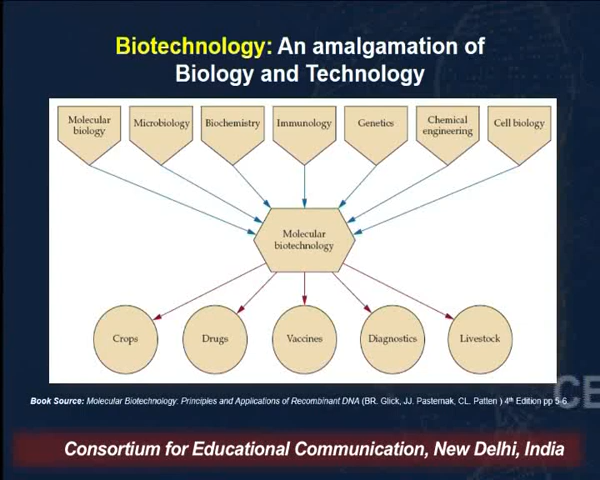 Biotechnology: An amalgamation of
Biology and Technology
Molecular
biology
Microbiology
Biochemistry
Immunology
Genetics
Chemical
engineering
Cell biology
Molecular
biotechnology
Crops
Drugs
Vaccines
Diagnostics
Livestock
Book Source: Molecular Biotechnology: Principles and Applications of Recombinant DNA (BR. Glick, JJ. Pasternak, CL. Patten ) 4th Edition pp 5-6
CE
Consortium for Educational Communication, New Delhi, India